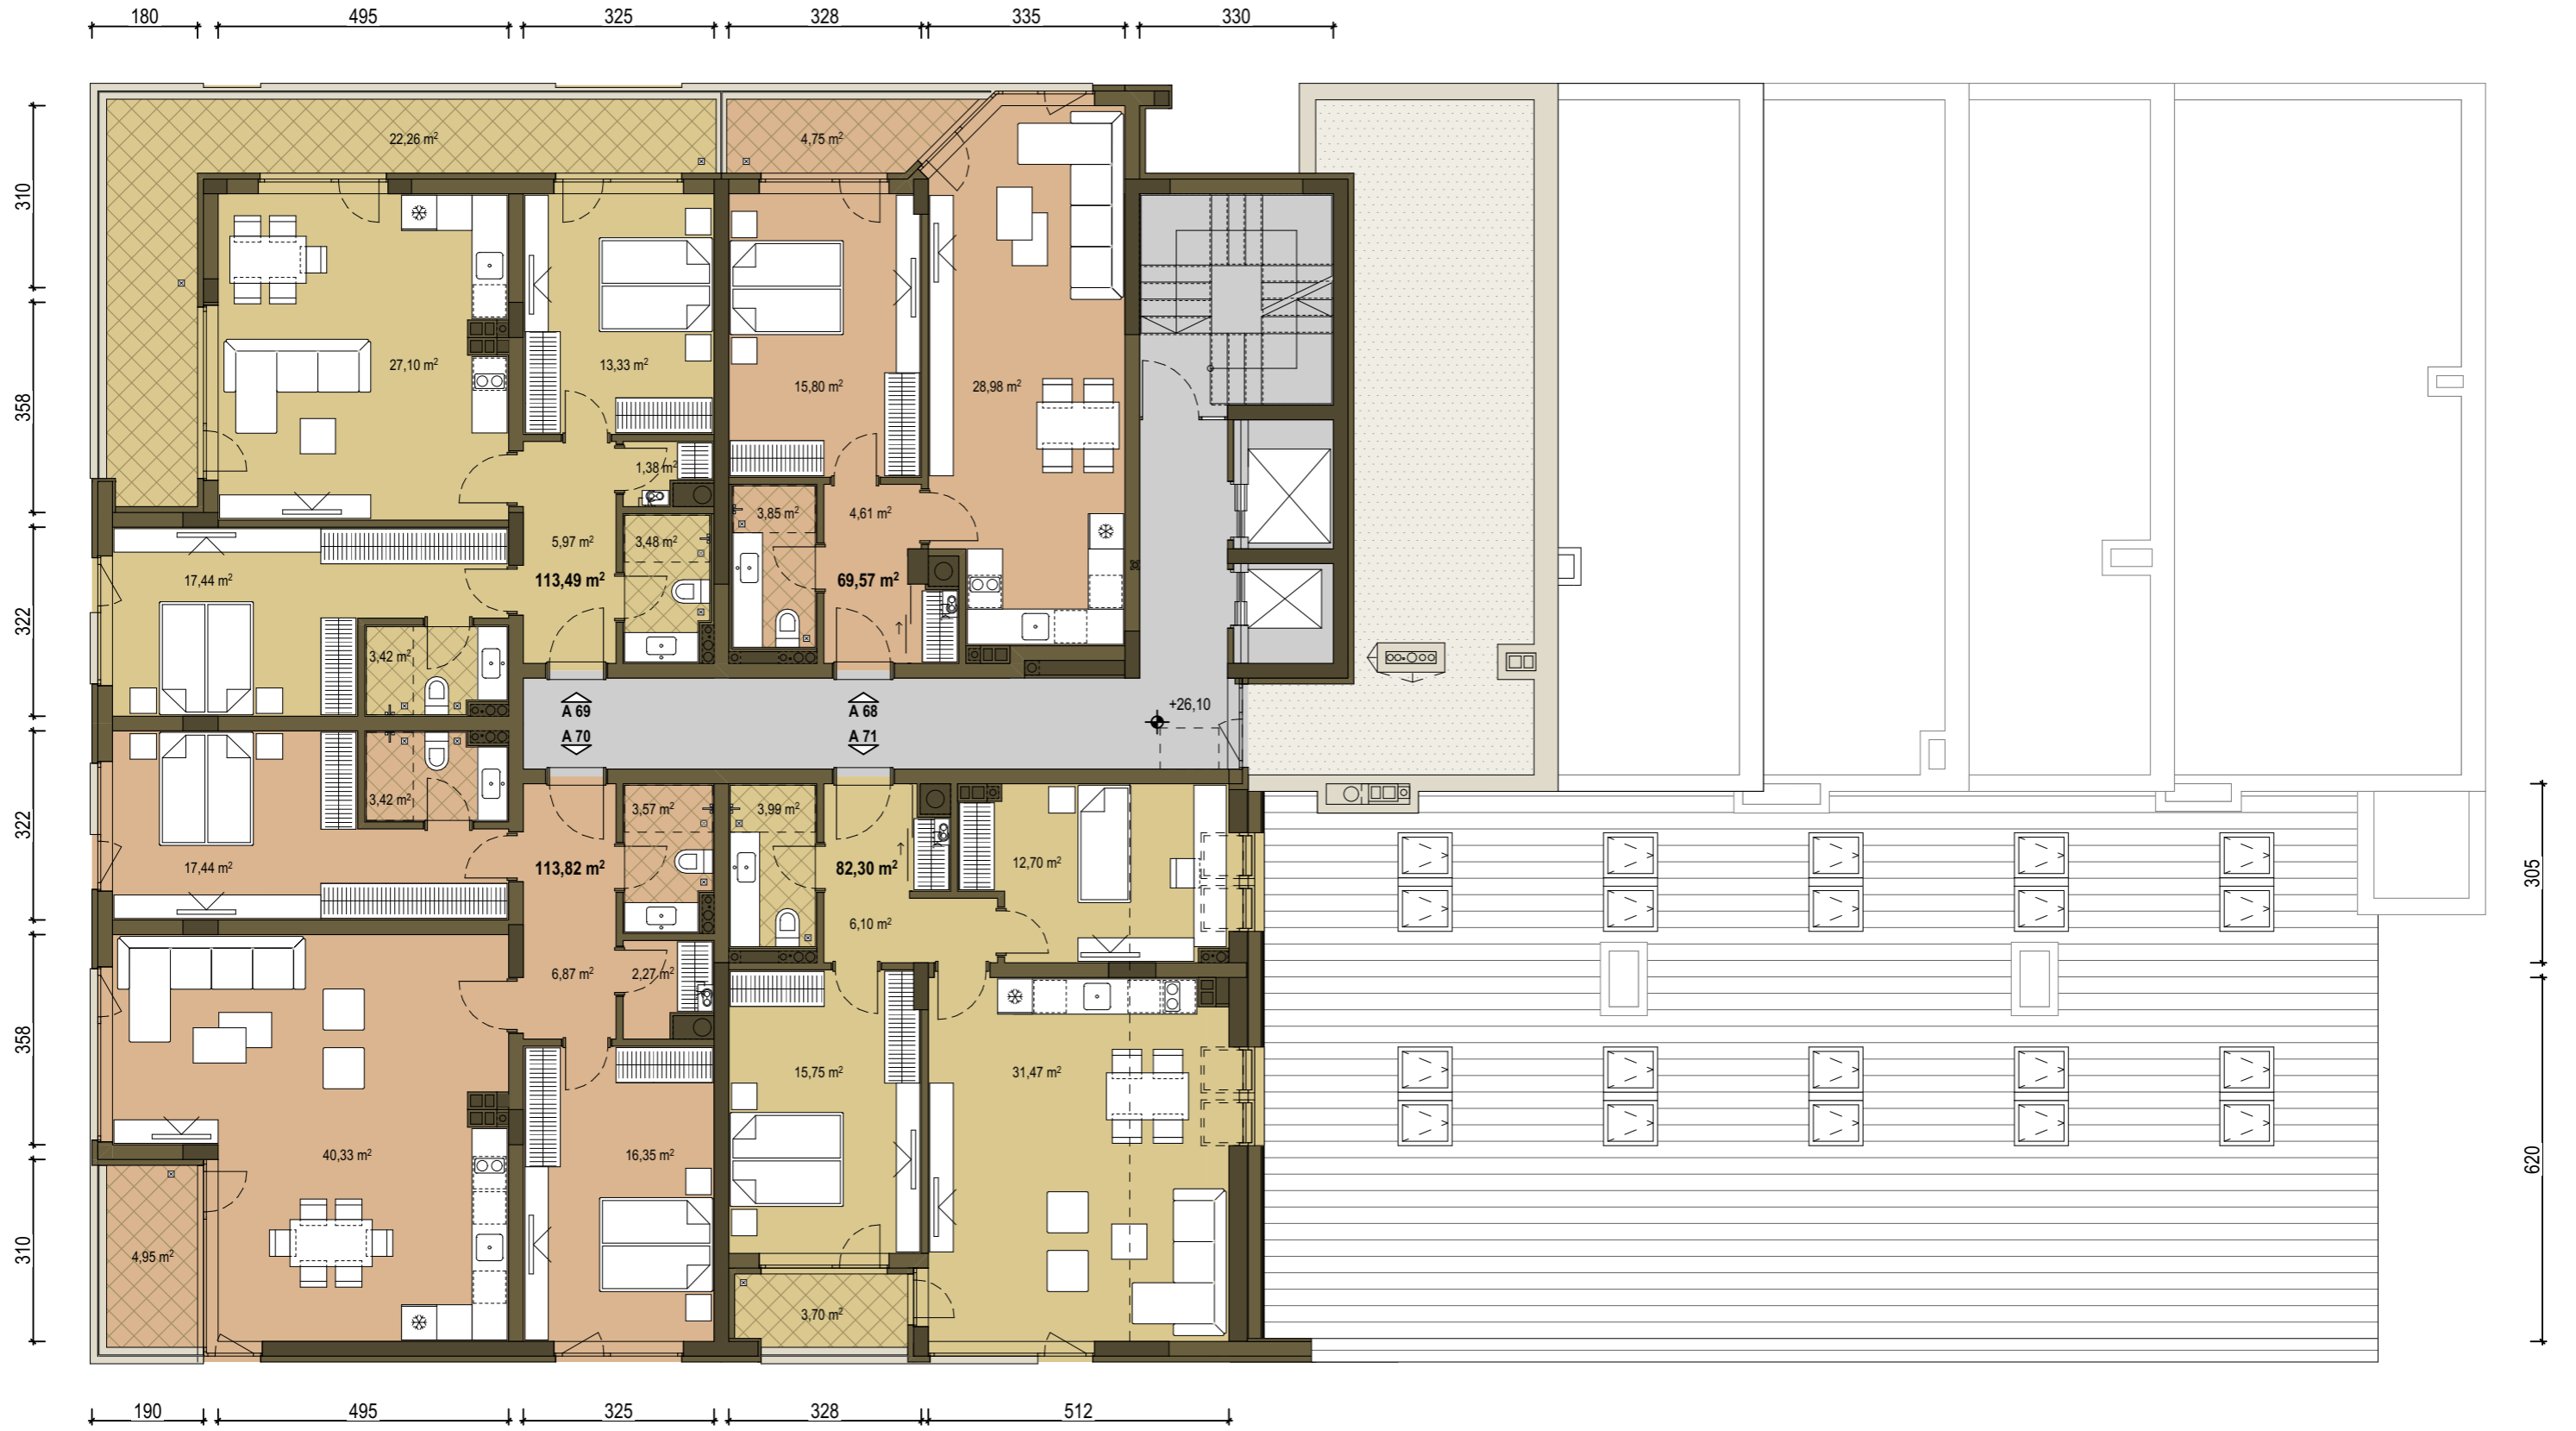 180 495 325 328 335 330
22,26 m²
4,75 m²
310
358
322
322
358
310
27,10 m²
13,33 m²
15,80 m²
28,98 m²
1,38 m²
3,85 m²
4,61 m²
5,97 m²
3,48 m²
113,49 m²
69,57 m²
17,44 m²
3,42 m²
A 69
A 68
+26,10
A 70
A 71
3,42 m²
3,57 m²
3,99 m²
17,44 m²
113,82 m²
82,30 m²
12,70 m²
6,10 m²
6,87 m²
2,27 m²
15,75 m²
31,47 m²
40,33 m²
16,35 m²
4,95 m²
3,70 m²
305
620
190 495 325 328 512